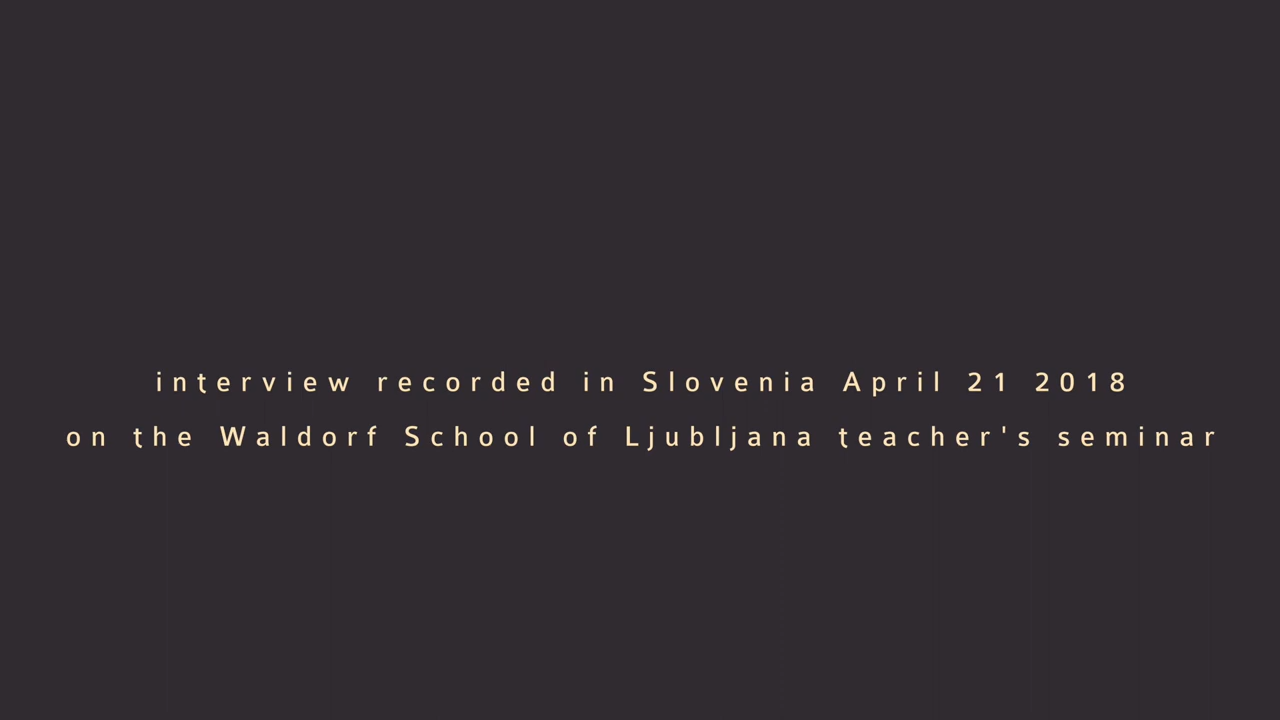 interview recorded in Slovenia April 21 2018
on the Waldorf School of Ljubljana teacher's seminar